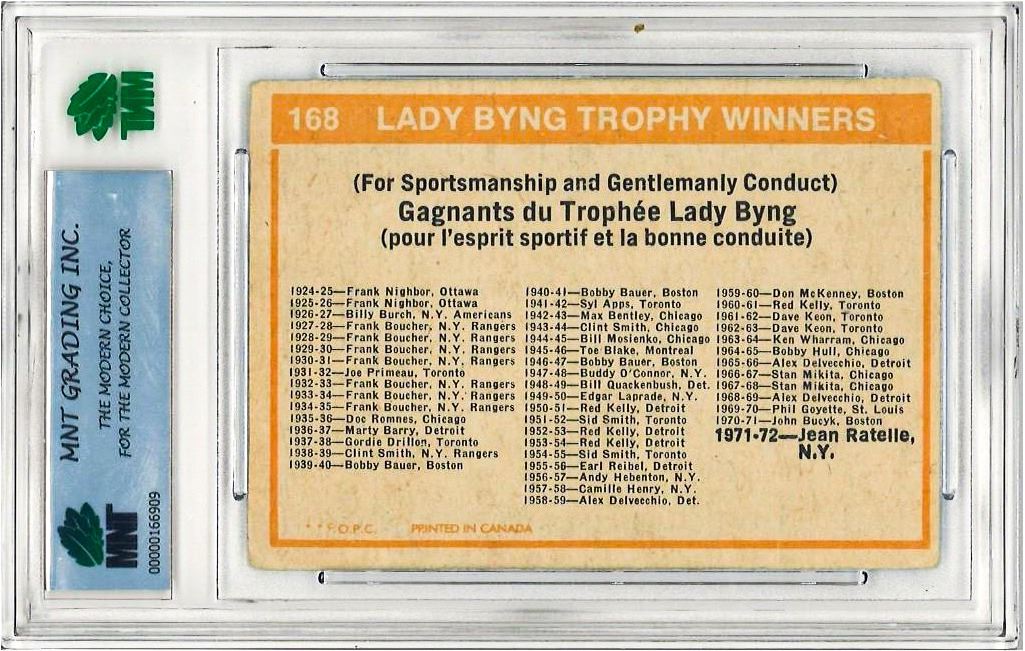 168 LADY BYNG TROPHY WINNERS
(For Sportsmanship and Gentlemanly Conduct)
Gagnants du Trophée Lady Byng
(pour l'esprit sportif et la bonne conduite)
1924-25—Frank Nighbor, Ottawa
1925-26—Frank Nighbor, Ottawa
1926-27—Billy Burch, N.Y. Americans
1927-28—Frank Boucher, N.Y. Rangers
1928-29—Frank Boucher, N.Y. Rangers
1929-30—Frank Boucher, N.Y. Rangers
1930-31—Frank Boucher, N.Y. Rangers
1931-32—Joe Primeau, Toronto
1932-33—Frank Boucher, N.Y. Rangers
1933-34—Frank Boucher, N.Y. Rangers
1934-35—Frank Boucher, N.Y. Rangers
1935-36—Doc Romnes, Chicago
1936-37—Marty Barry, Detroit
1937-38—Gordie Drillon, Toronto
1938-39—Clint Smith, N.Y. Rangers
1939-40—Bobby Bauer, Boston
1940-41—Bobby Bauer, Boston
1941-42—Syl Apps, Toronto
1942-43—Max Bentley, Chicago
1943-44—Clint Smith, Chicago
1944-45—Bill Mosienko, Chicago
1945-46—Toe Blake, Montreal
1946-47—Bobby Bauer, Boston
1947-48—Buddy O'Connor, N.Y.
1948-49—Bill Quackenbush, Det.
1949-50—Edgar Laprade, N.Y.
1950-51—Red Kelly, Detroit
1951-52—Sid Smith, Toronto
1952-53—Red Kelly, Detroit
1953-54—Red Kelly, Detroit
1954-55—Sid Smith, Toronto
1955-56—Earl Reibel, Detroit
1956-57—Andy Hebenton, N.Y.
1957-58—Camille Henry, N.Y.
1958-59—Alex Delvecchio, Det.
1959-60—Don McKenney, Boston
1960-61—Red Kelly, Toronto
1961-62—Dave Keon, Toronto
1962-63—Dave Keon, Toronto
1963-64—Ken Wharram, Chicago
1964-65—Bobby Hull, Chicago
1965-66—Alex Delvecchio, Detroit
1966-67—Stan Mikita, Chicago
1967-68—Stan Mikita, Chicago
1968-69—Alex Delvecchio, Detroit
1969-70—Phil Goyette, St. Louis
1970-71—John Bucyk, Boston
1971-72—Jean Ratelle,
N.Y.
* * F.O.P.C. PRINTED IN CANADA
MNT
MNT GRADING INC.
THE MODERN CHOICE,
FOR THE MODERN COLLECTOR
MNT
00000166909